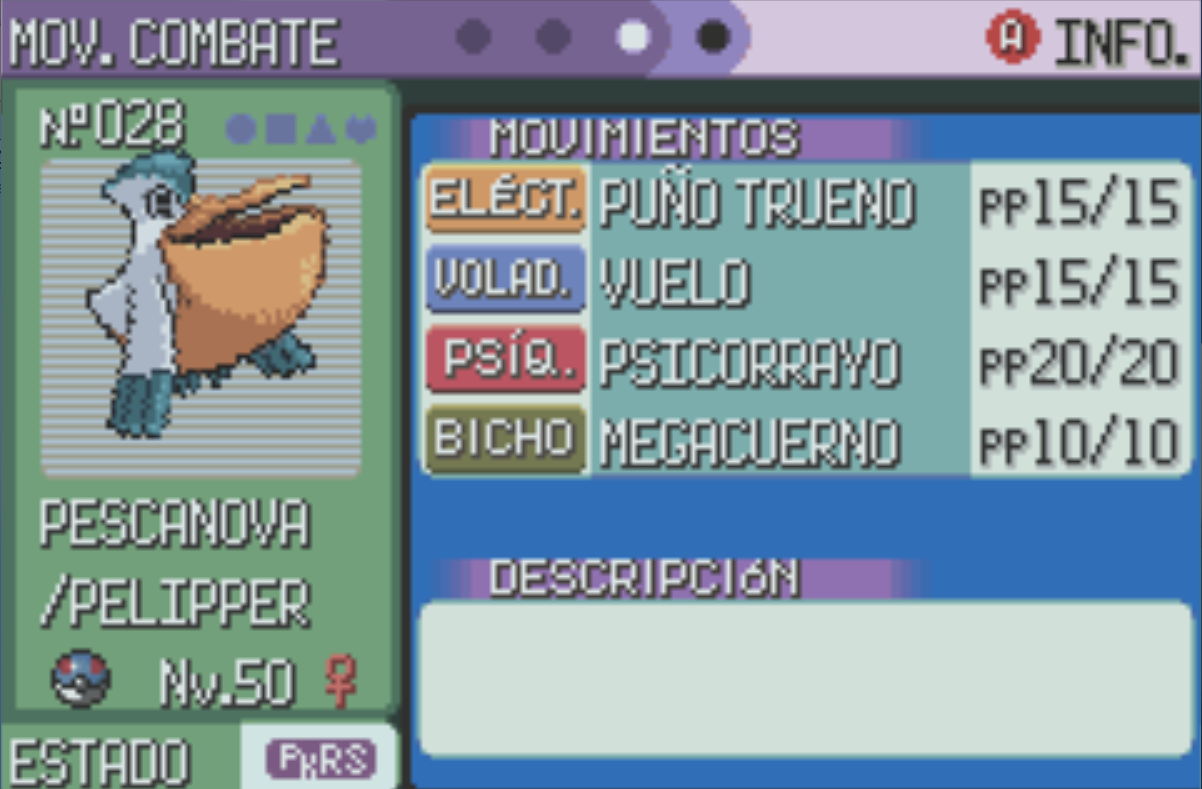 MOV. COMBATE
A INFO.
Nº028
PESCANOVA
/PELIPPER
Nv.50 ♀
ESTADO PKRS
MOVIMIENTOS
ELÉCT. PUÑO TRUENO PP15/15
VOLAD. VUELO PP15/15
PSÍQ. PSICORRAYO PP20/20
BICHO MEGACUERNO PP10/10
DESCRIPCIóN